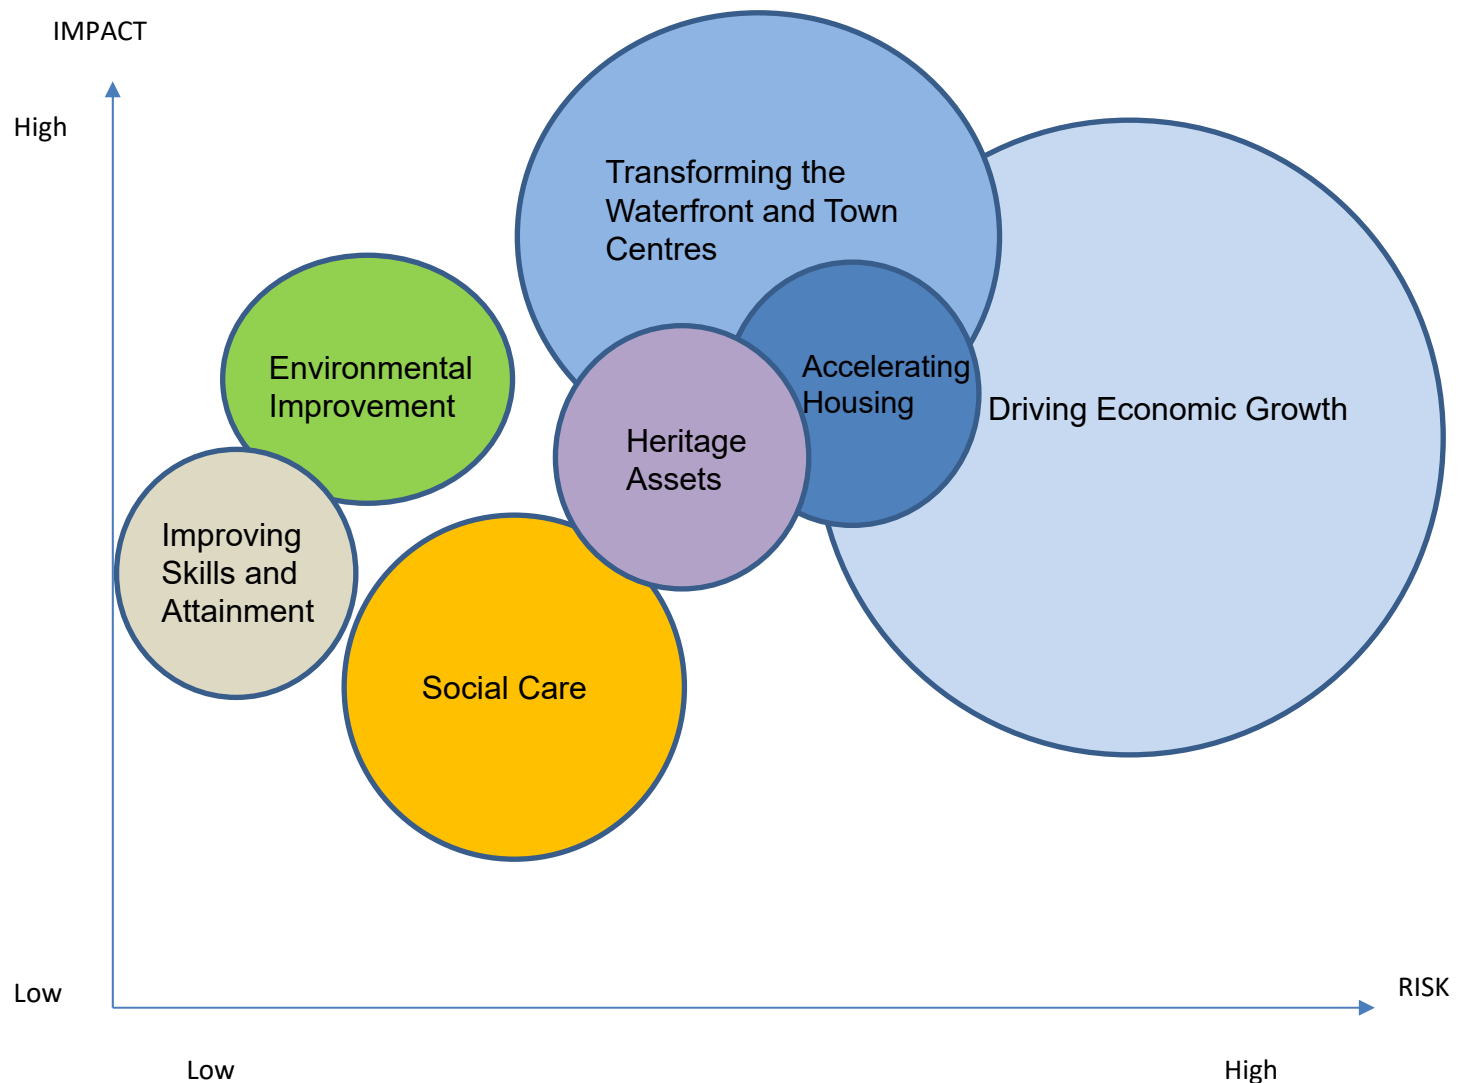 IMPACT
High
Transforming the
Waterfront and Town
Centres
Environmental
Improvement
Accelerating
Housing
Driving Economic Growth
Heritage
Assets
Improving
Skills and
Attainment
Social Care
Low
RISK
Low
High